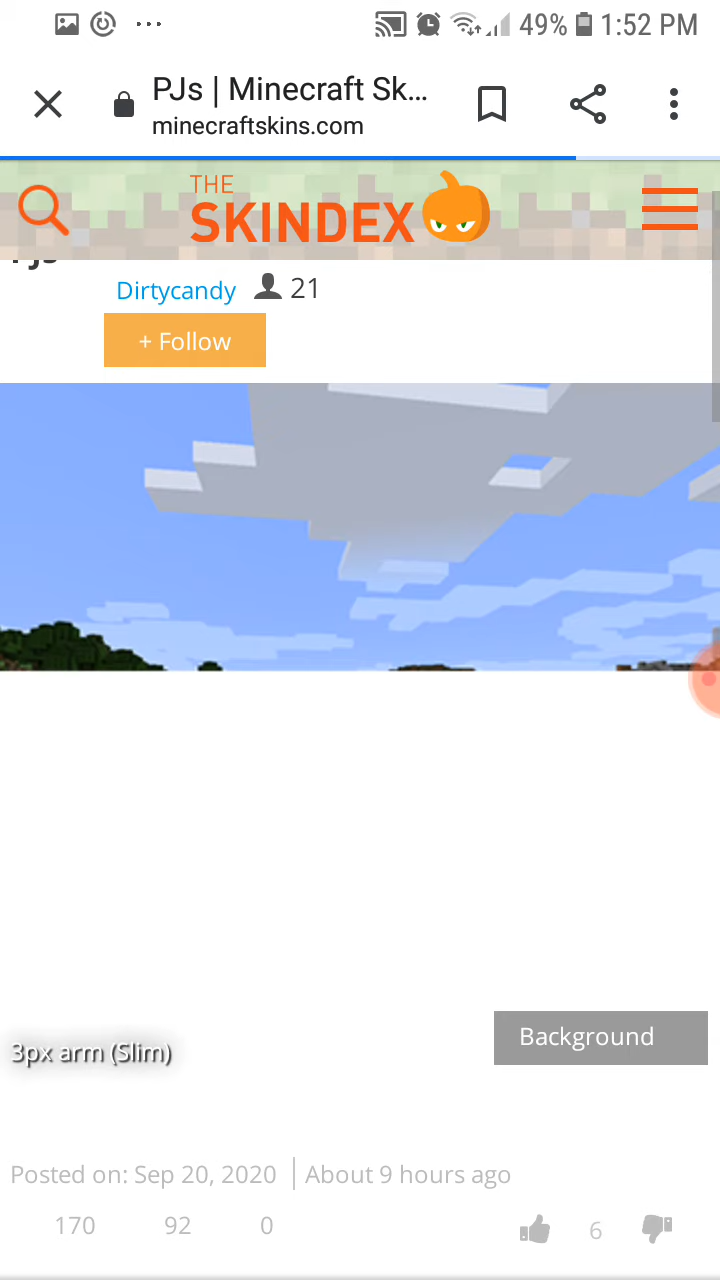 49% 1:52 PM
PJs | Minecraft Sk...
minecraftskins.com
THE
SKINDEX
PJs
Dirtycandy 21
+ Follow
3px arm (Slim)
Background
Posted on: Sep 20, 2020 | About 9 hours ago
170 92 0 6